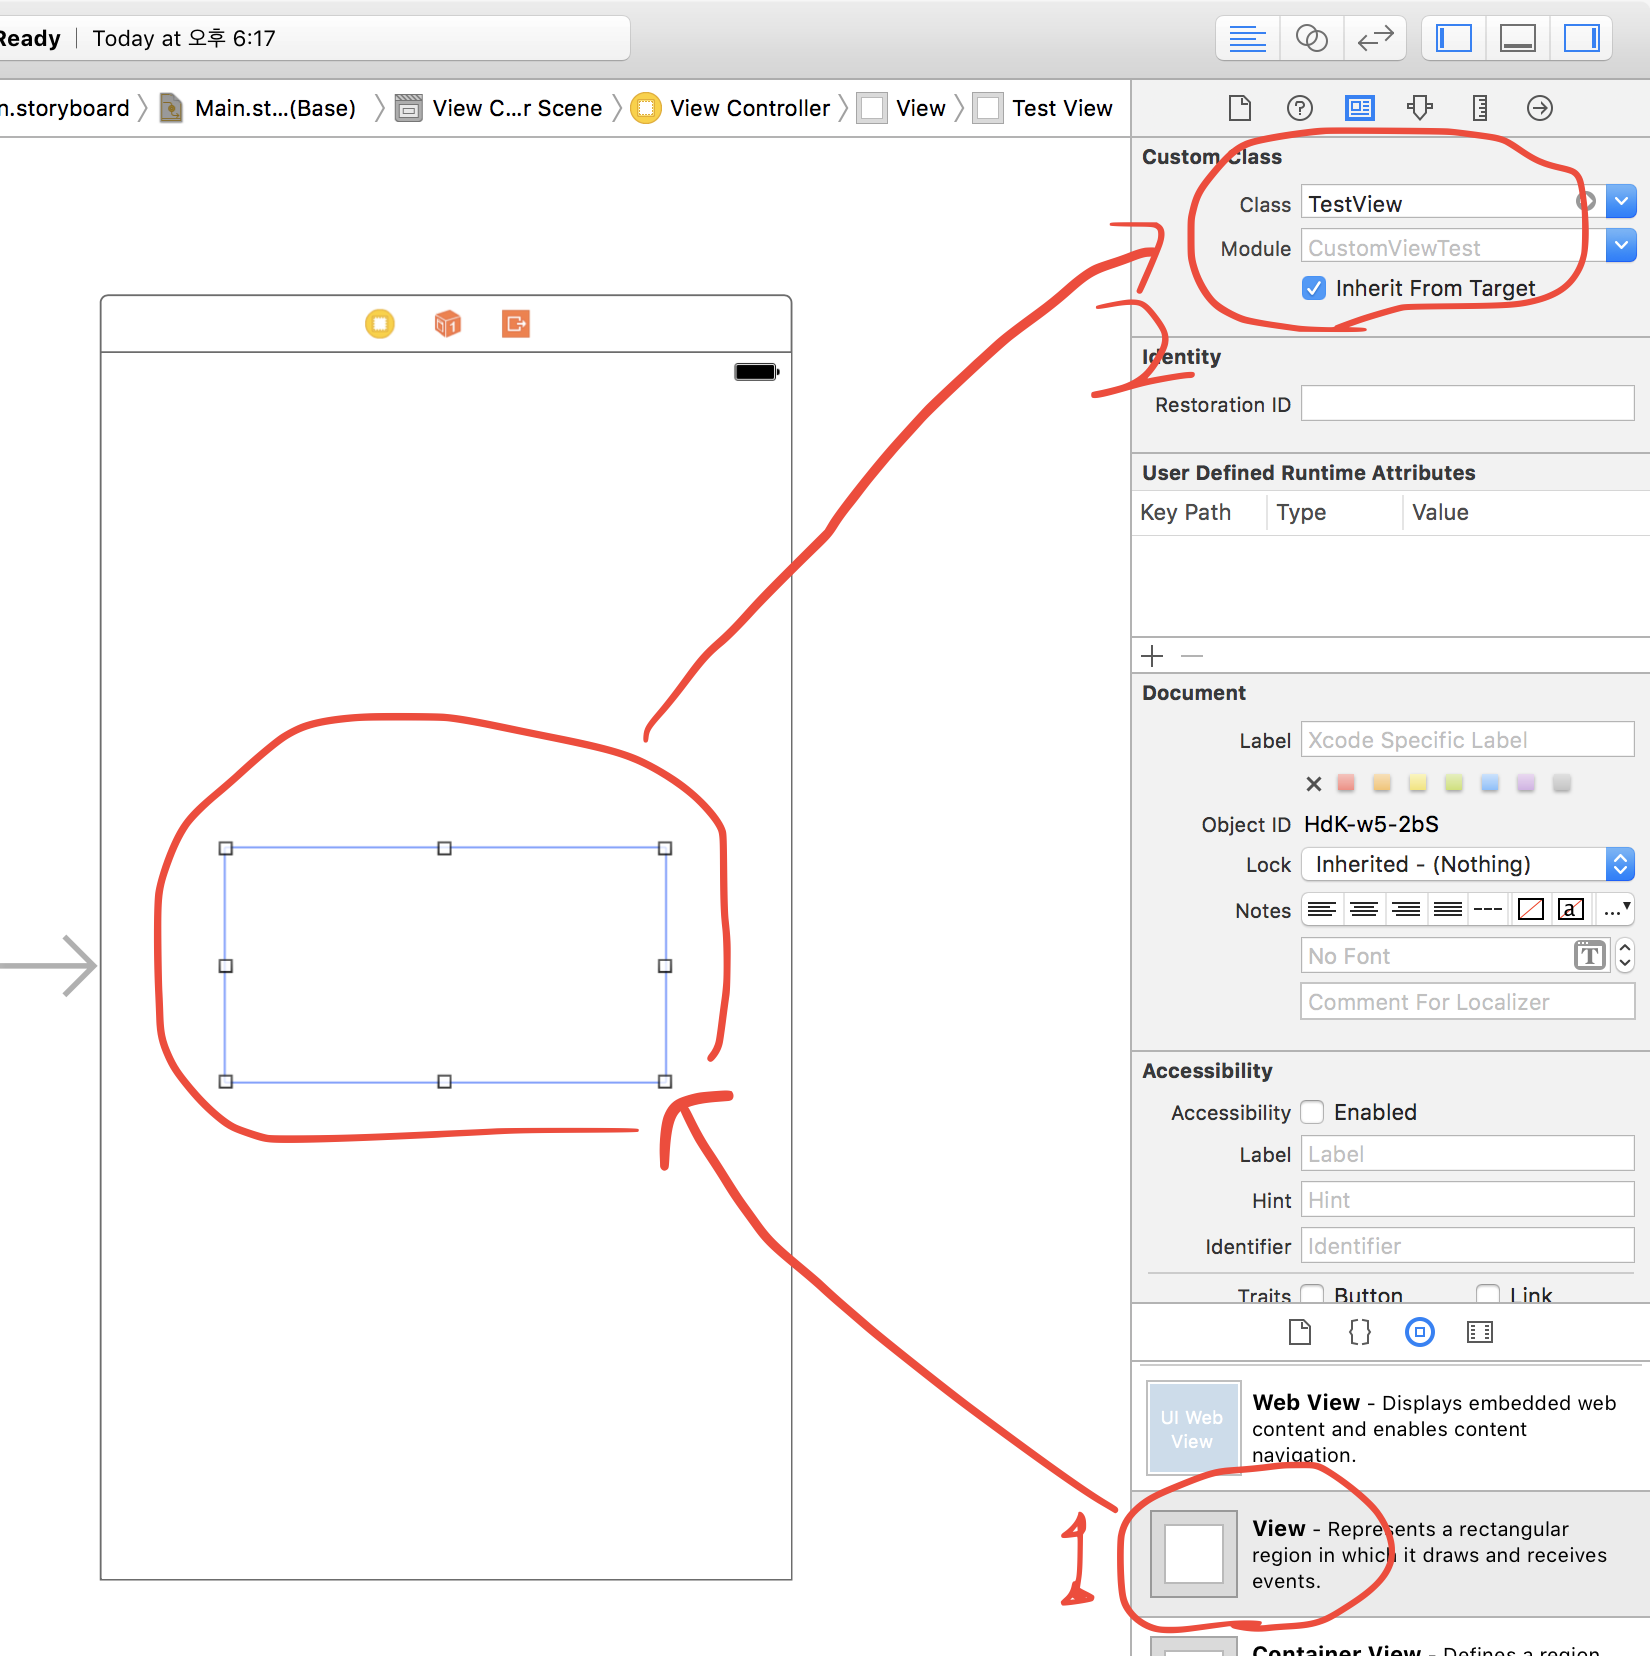 Ready | Today at 오후 6:17
n.storyboard Main.st...(Base) View C...r Scene View Controller View Test View
Custom Class
Class TestView
Module CustomViewTest
Inherit From Target
2
Identity
Restoration ID
User Defined Runtime Attributes
Key Path Type Value
Document
Label Xcode Specific Label
Object ID HdK-w5-2bS
Lock Inherited - (Nothing)
Notes
No Font
Comment For Localizer
Accessibility
Accessibility Enabled
Label Label
Hint Hint
Identifier Identifier
Traits Button Link
UI Web
View
Web View - Displays embedded web
content and enables content
navigation.
1
View - Represents a rectangular
region in which it draws and receives
events.
Container View - Defines a region